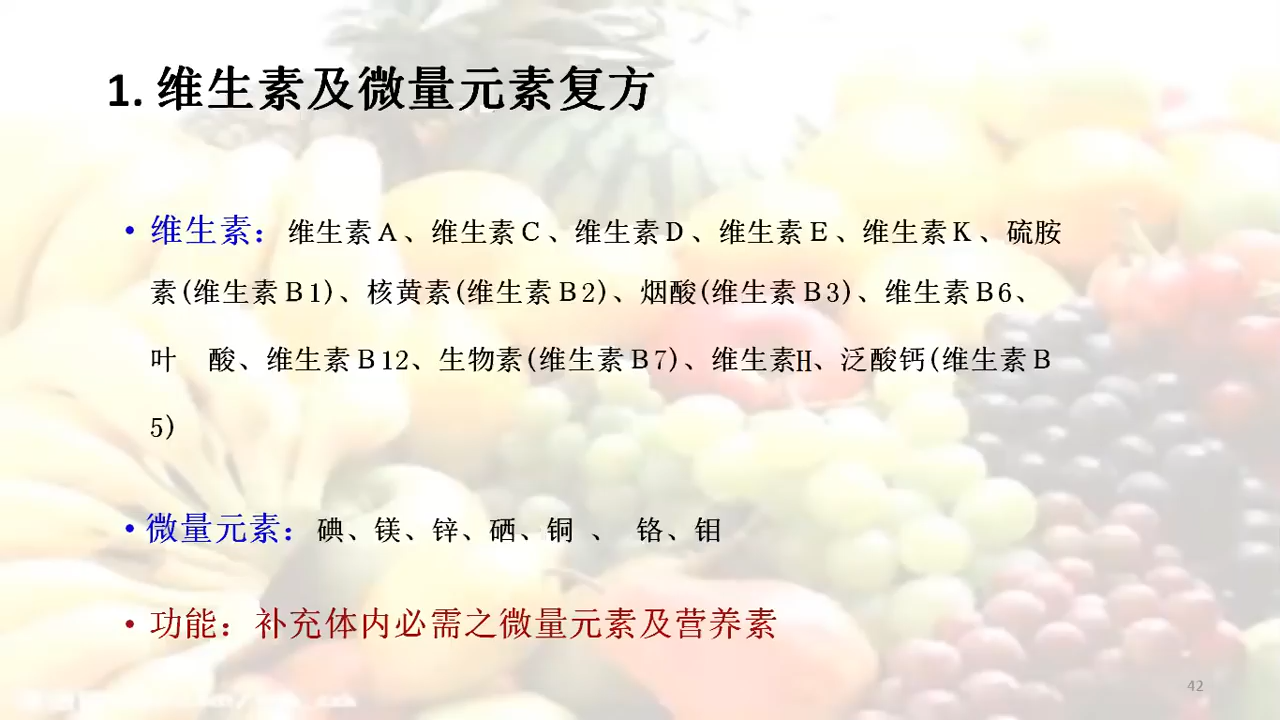 1. 维生素及微量元素复方
• 维生素：维生素A、维生素C、维生素D、维生素E、维生素K、硫胺
素(维生素B1)、核黄素(维生素B2)、烟酸(维生素B3)、维生素B6、
叶 酸、维生素B12、生物素(维生素B7)、维生素H、泛酸钙(维生素B
5)
• 微量元素：碘、镁、锌、硒、铜 、 铬、钼
• 功能：补充体内必需之微量元素及营养素
42